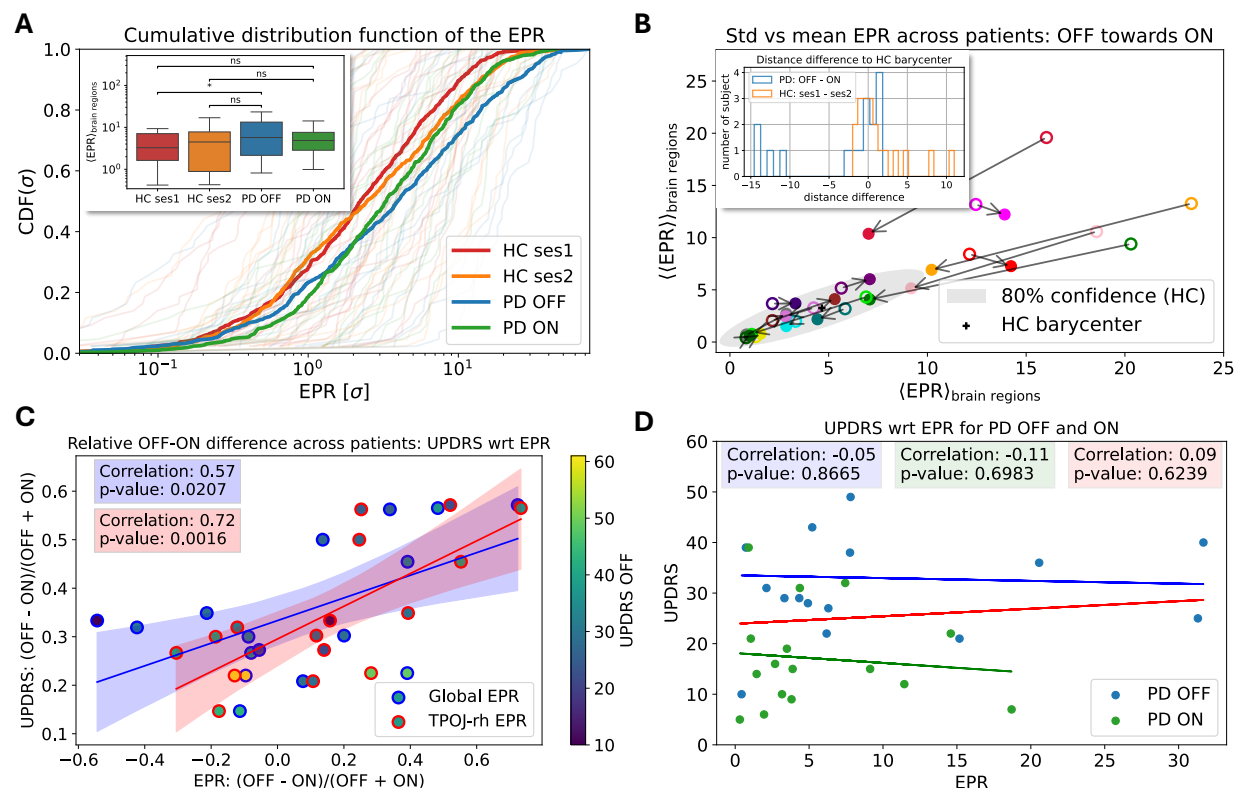 A
Cumulative distribution function of the EPR
CDF(σ)
1.0
0.8
0.6
0.4
0.2
0.0
10⁻¹
10⁰
10¹
EPR [σ]
HC ses1
HC ses2
PD OFF
PD ON
⟨EPR⟩brain regions
10²
10¹
10⁰
ns
ns
*
ns
HC ses1 HC ses2 PD OFF PD ON
B
Std vs mean EPR across patients: OFF towards ON
⟨⟨EPR⟩⟩brain regions
25
20
15
10
5
0
0 5 10 15 20 25
⟨EPR⟩brain regions
80% confidence (HC)
HC barycenter
Distance difference to HC barycenter
number of subject
4
3
2
1
0
PD: OFF - ON
HC: ses1 - ses2
−15 −10 −5 0 5 10
distance difference
C
Relative OFF-ON difference across patients: UPDRS wrt EPR
UPDRS: (OFF - ON)/(OFF + ON)
0.6
0.5
0.4
0.3
0.2
0.1
Correlation: 0.57
p-value: 0.0207
Correlation: 0.72
p-value: 0.0016
Global EPR
TPOJ-rh EPR
−0.6 −0.4 −0.2 0.0 0.2 0.4 0.6
EPR: (OFF - ON)/(OFF + ON)
UPDRS OFF
60
50
40
30
20
10
D
UPDRS wrt EPR for PD OFF and ON
UPDRS
60
50
40
30
20
10
0
Correlation: -0.05
p-value: 0.8665
Correlation: -0.11
p-value: 0.6983
Correlation: 0.09
p-value: 0.6239
PD OFF
PD ON
0 5 10 15 20 25 30
EPR